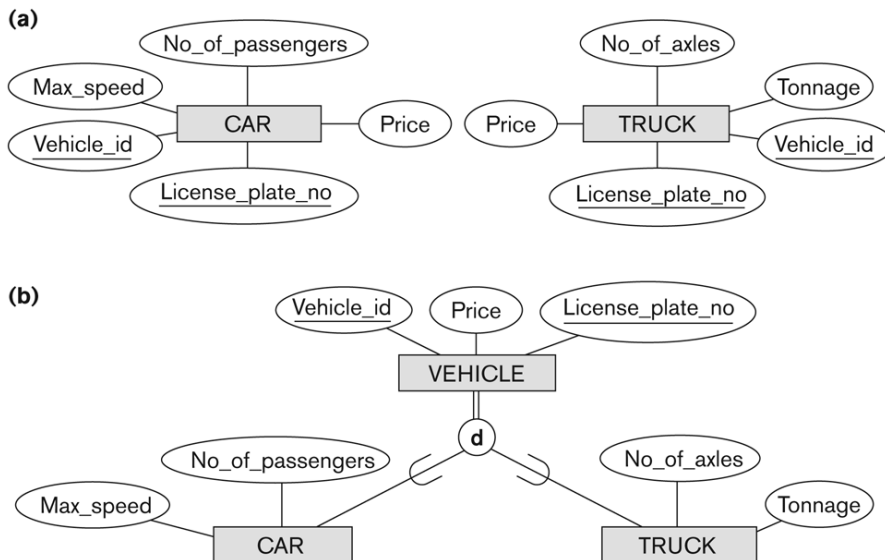 (a)
No_of_passengers
No_of_axles
Max_speed
Tonnage
CAR
Price
Price
TRUCK
Vehicle_id
Vehicle_id
License_plate_no
License_plate_no
(b)
Vehicle_id
Price
License_plate_no
VEHICLE
d
No_of_passengers
No_of_axles
Max_speed
Tonnage
CAR
TRUCK